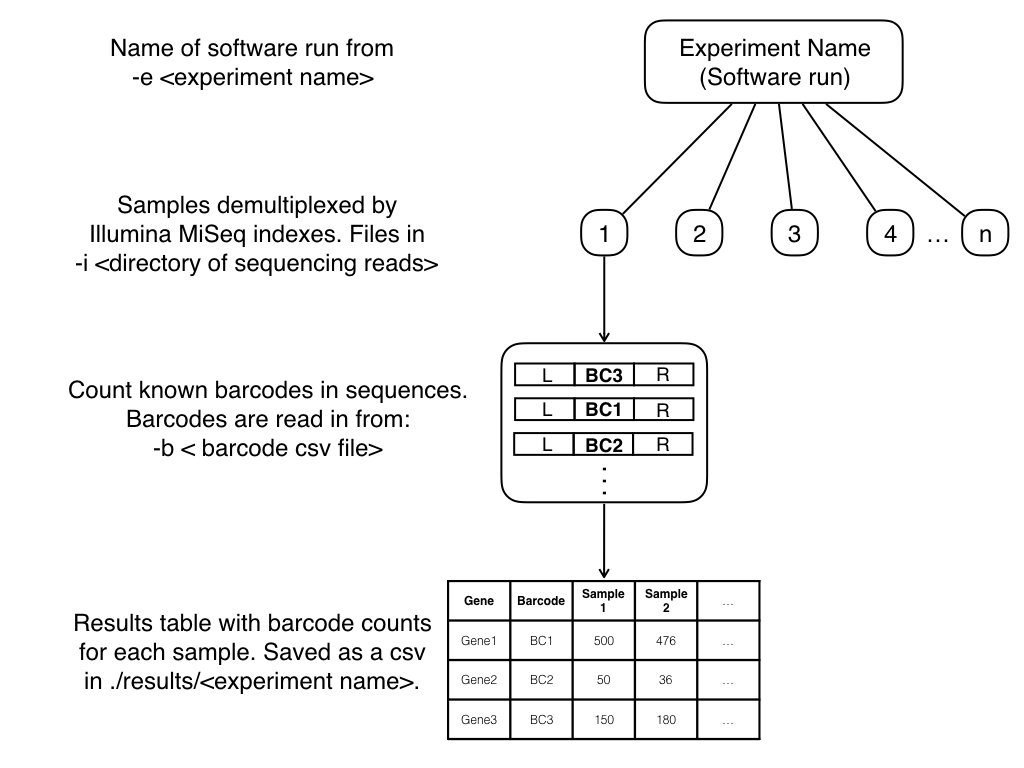 Name of software run from
-e <experiment name>
Experiment Name
(Software run)
Samples demultiplexed by
Illumina MiSeq indexes. Files in
-i <directory of sequencing reads>
1 2 3 4 ... n
Count known barcodes in sequences.
Barcodes are read in from:
-b < barcode csv file>
L BC3 R
L BC1 R
L BC2 R
Results table with barcode counts
for each sample. Saved as a csv
in ./results/<experiment name>.
Gene Barcode Sample 1 Sample 2 ...
Gene1 BC1 500 476 ...
Gene2 BC2 50 36 ...
Gene3 BC3 150 180 ...